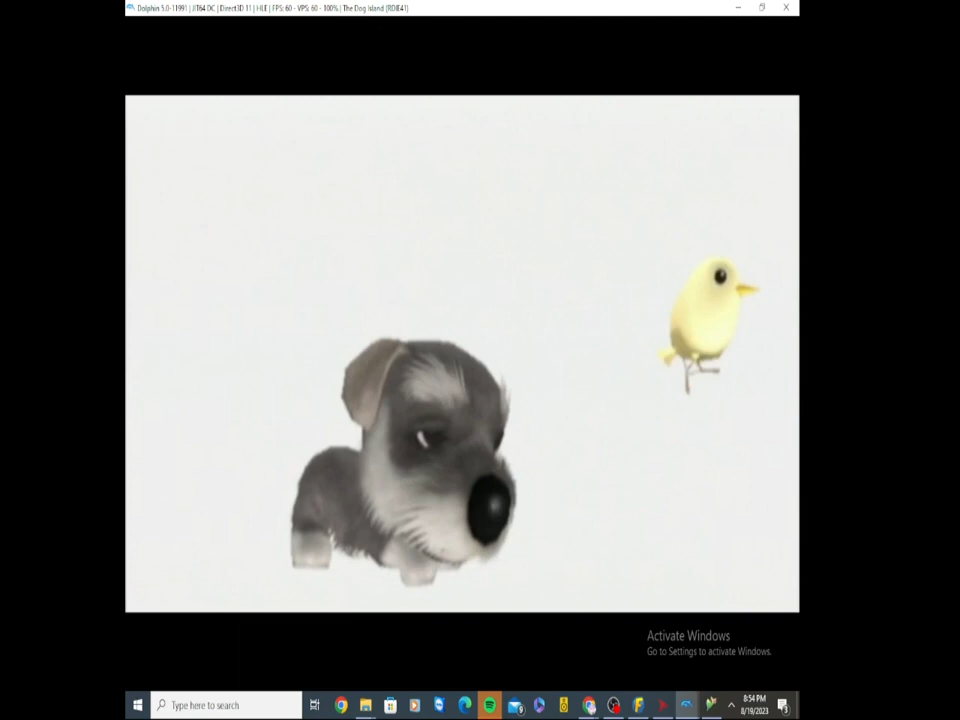 Dolphin 5.0-11991 | JIT64 DC | Direct3D 11 | HLE | FPS: 60 - VPS: 60 - 100% | The Dog Island (RDIE41)
Activate Windows
Go to Settings to activate Windows.
Type here to search
8:54 PM
8/19/2023